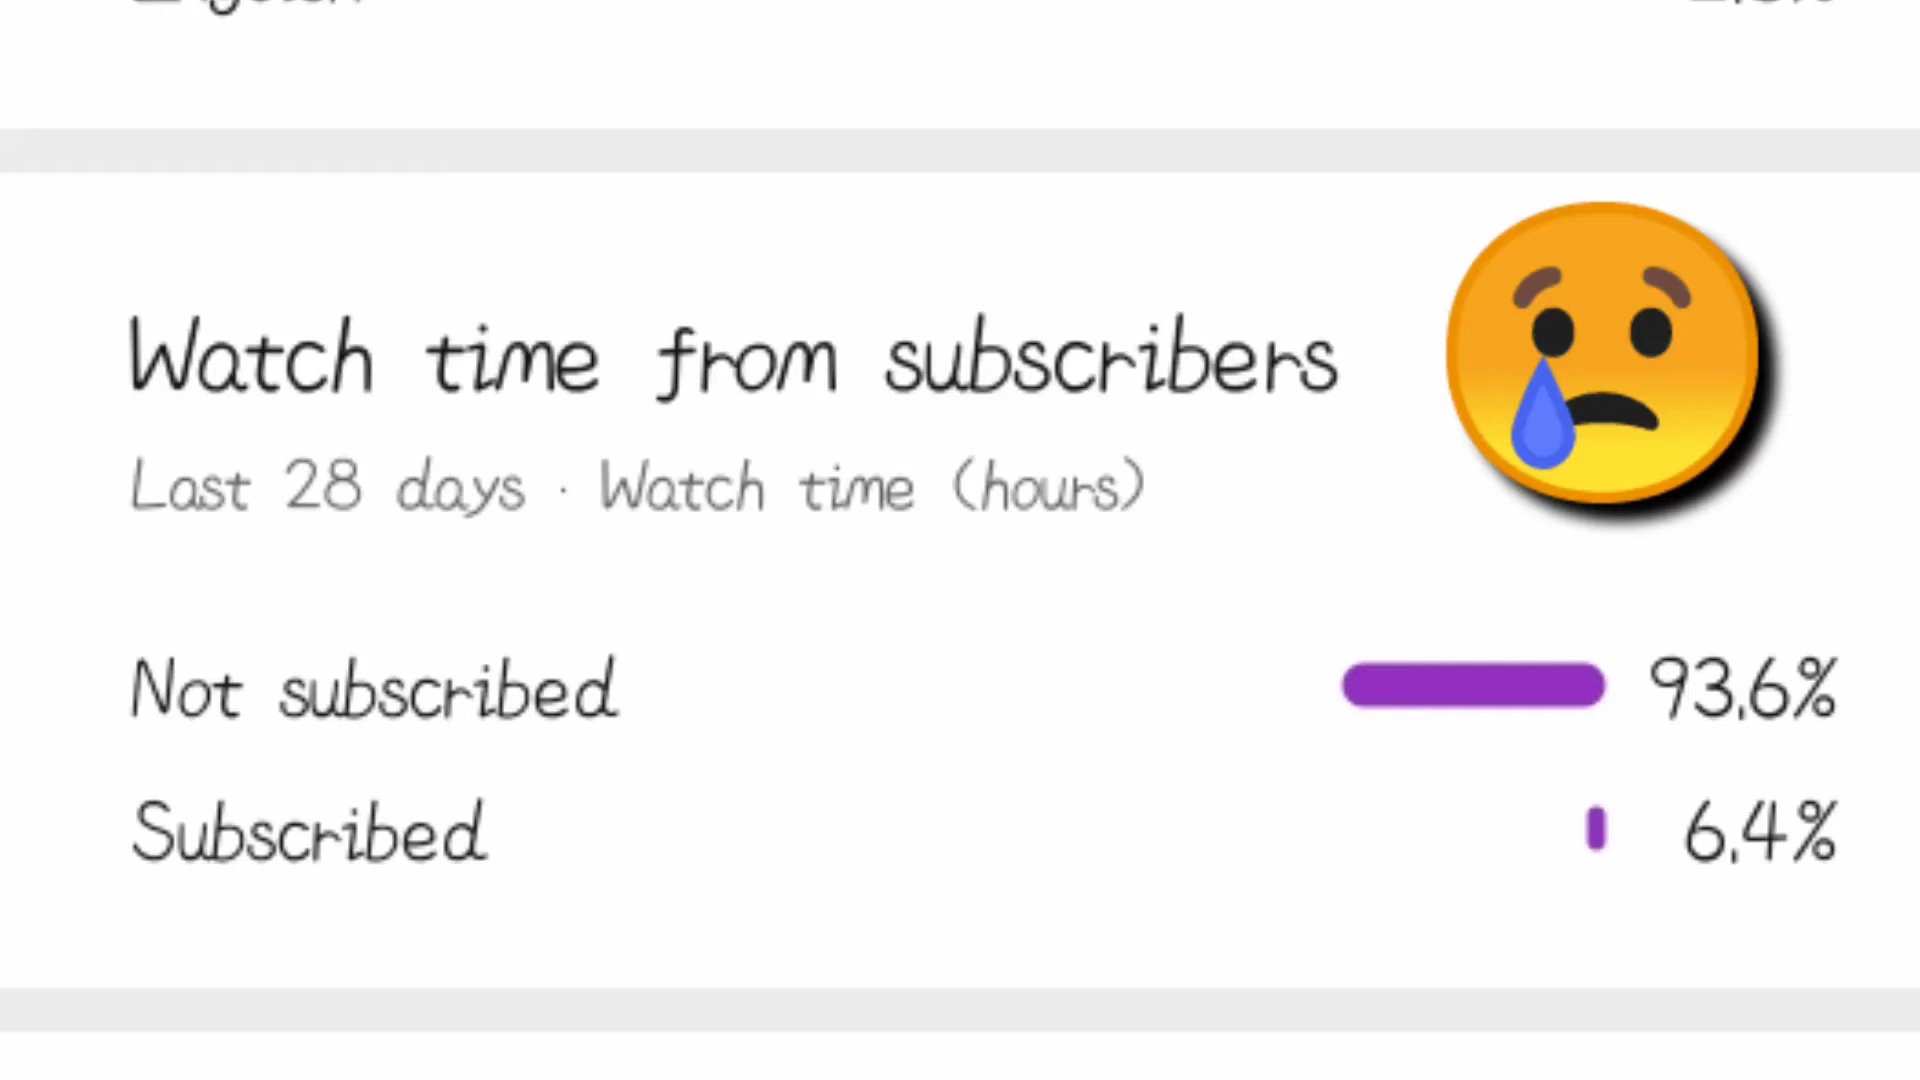 Watch time from subscribers
Last 28 days · Watch time (hours)
Not subscribed 93.6%
Subscribed 6.4%